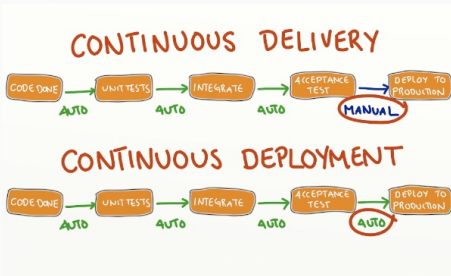 CONTINUOUS DELIVERY
CODE DONE
UNIT TESTS
INTEGRATE
ACCEPTANCE
TEST
DEPLOY TO
PRODUCTION
AUTO
AUTO
AUTO
MANUAL
CONTINUOUS DEPLOYMENT
CODE DONE
UNIT TESTS
INTEGRATE
ACCEPTANCE
TEST
DEPLOY TO
PRODUCTION
AUTO
AUTO
AUTO
AUTO